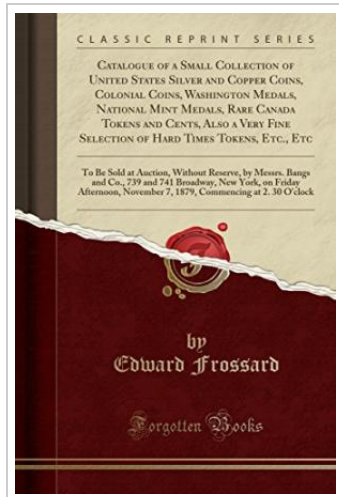 CLASSIC REPRINT SERIES
CATALOGUE OF A SMALL COLLECTION OF
UNITED STATES SILVER AND COPPER COINS,
COLONIAL COINS, WASHINGTON MEDALS,
NATIONAL MINT MEDALS, RARE CANADA
TOKENS AND CENTS, ALSO A VERY FINE
SELECTION OF HARD TIMES TOKENS, ETC., ETC
To Be Sold at Auction, Without Reserve, by Messrs. Bangs
and Co., 739 and 741 Broadway, New York, on Friday
Afternoon, November 7, 1879, Commencing at 2. 30 O'clock
by
Edward Frossard
Forgotten Books